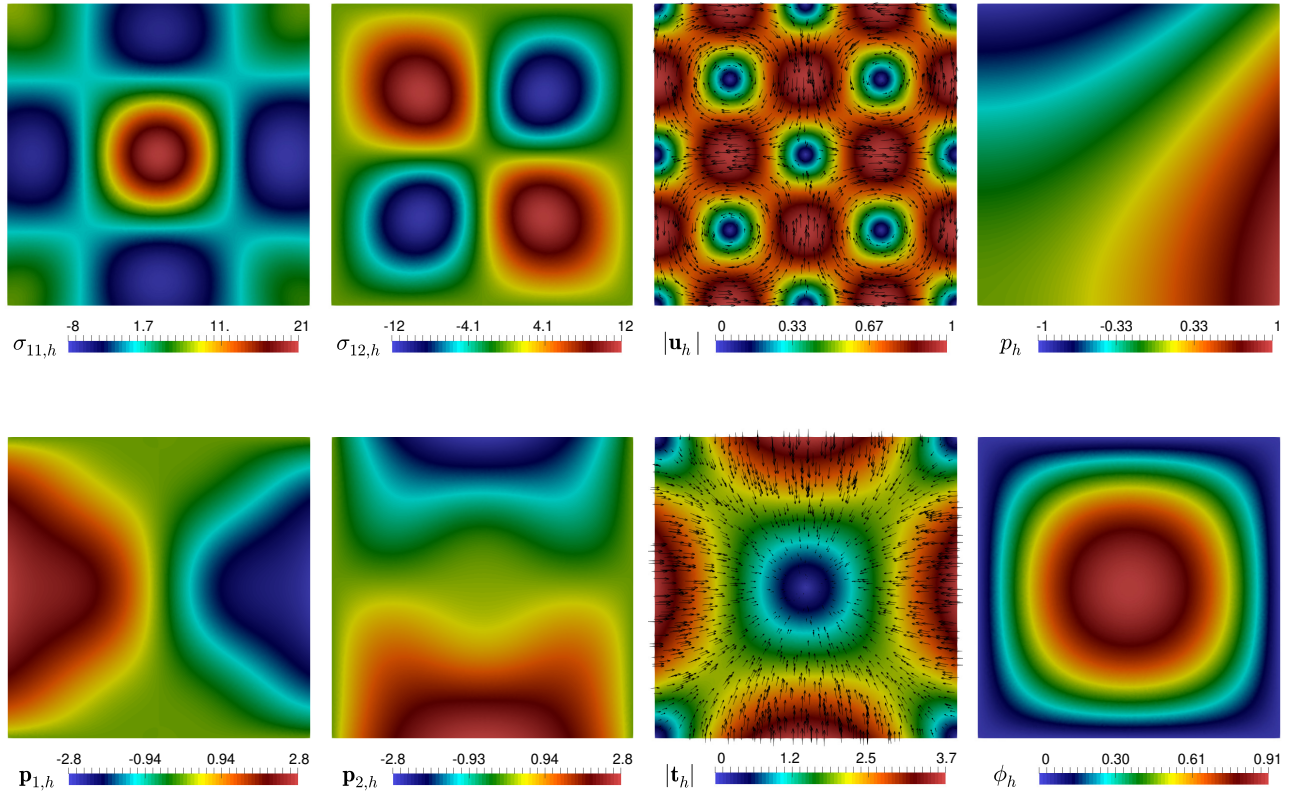 -8 1.7 11. 21
σ11,h
-12 -4.1 4.1 12
σ12,h
0 0.33 0.67 1
|uh|
-1 -0.33 0.33 1
ph
-2.8 -0.94 0.94 2.8
p1,h
-2.8 -0.93 0.94 2.8
p2,h
0 1.2 2.5 3.7
|th|
0 0.30 0.61 0.91
ϕh